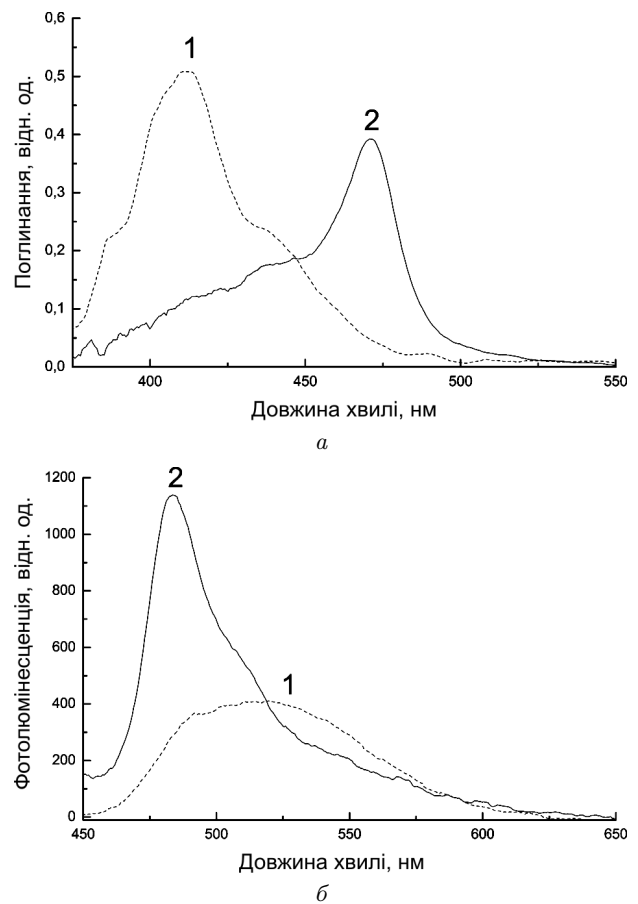 0,6
1
0,5
2
0,4
0,3
0,2
0,1
0,0
400 450 500 550
Поглинання, відн. од.
Довжина хвилі, нм
а
1200
2
1000
800
600
1
400
200
0
450 500 550 600 650
Фотолюмінесценція, відн. од.
Довжина хвилі, нм
б